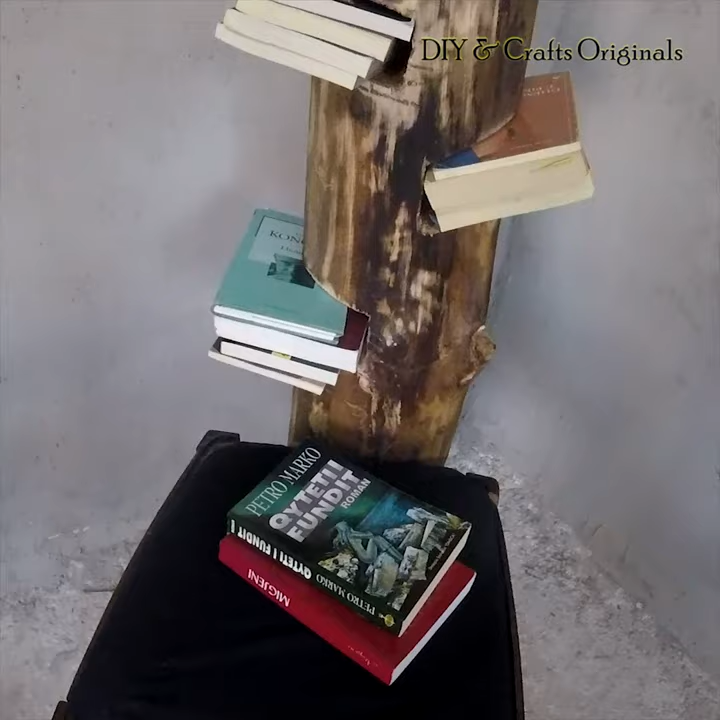 DIY & Crafts Originals
KON
PETRO MARKO
QYTETI I
FUNDIT
ROMAN
QYTETI I FUNDIT
PETRO MARKO
MIGJENI